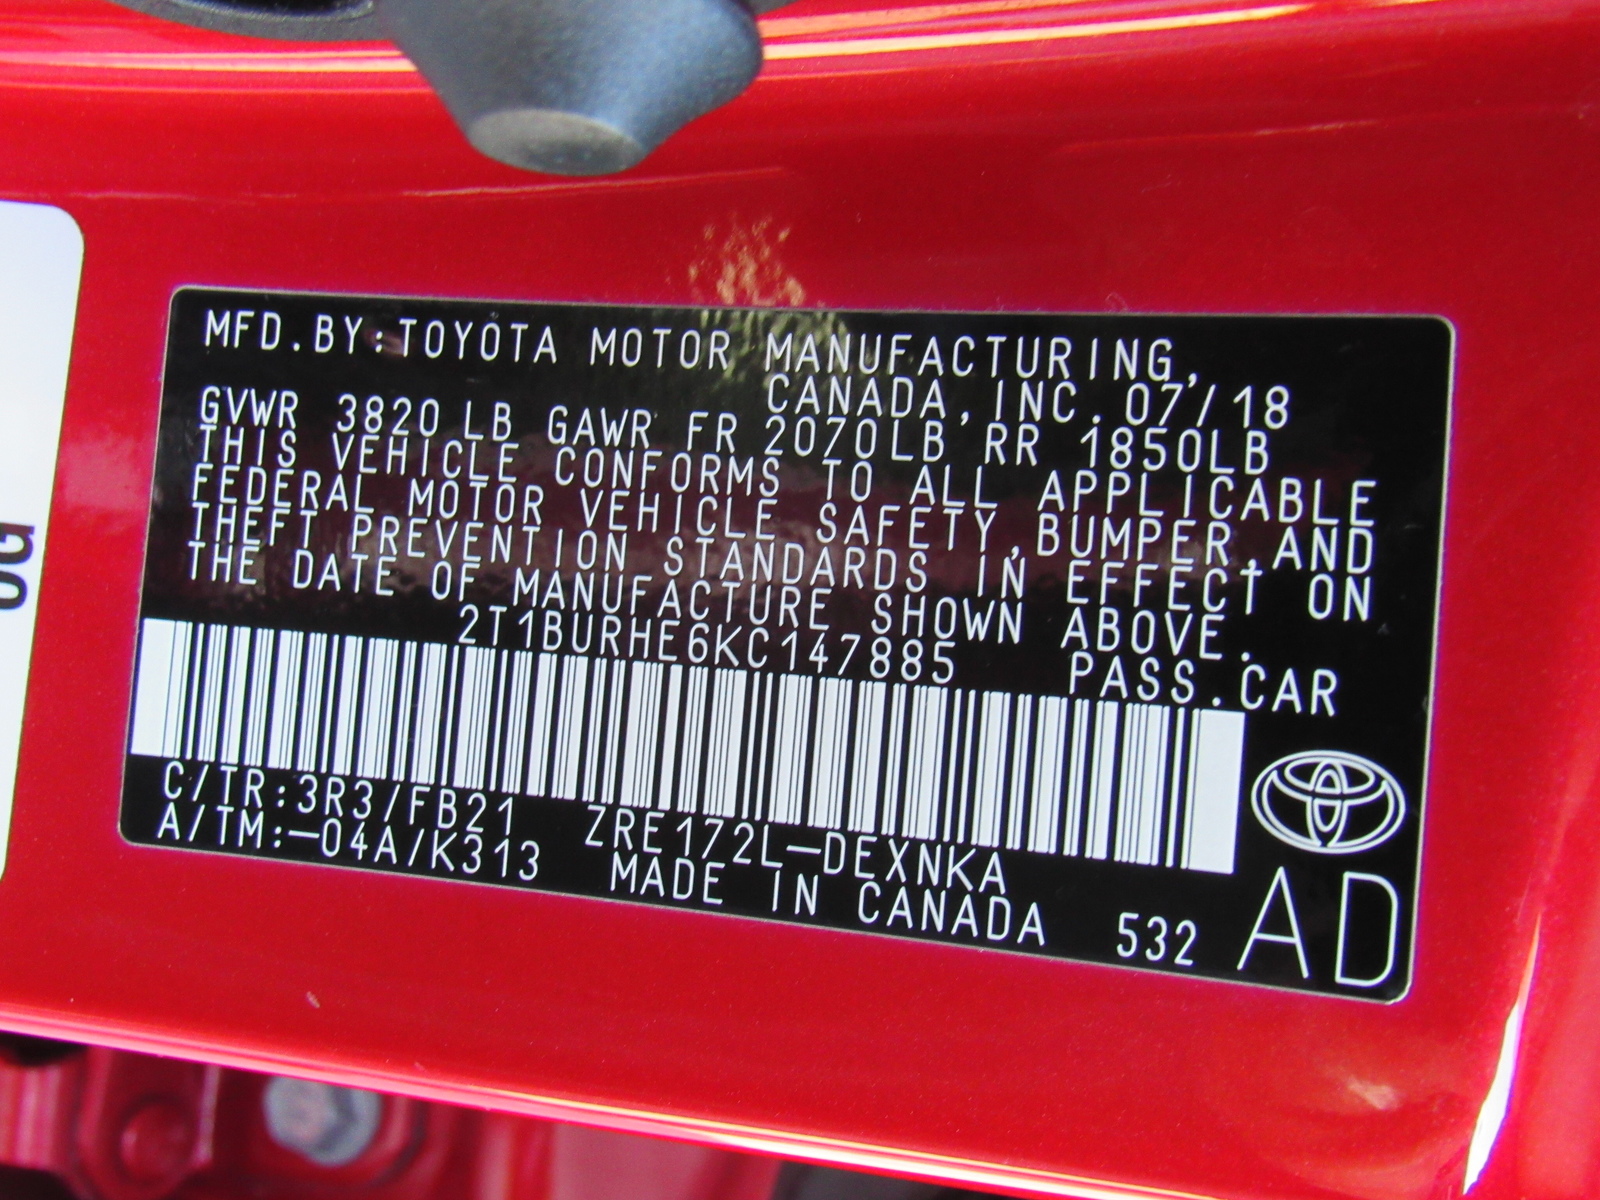 MFD.BY:TOYOTA MOTOR MANUFACTURING,
CANADA,INC. 07/18
GVWR 3820 LB GAWR FR 2070LB RR 1850LB
THIS VEHICLE CONFORMS TO ALL APPLICABLE
FEDERAL MOTOR VEHICLE SAFETY,BUMPER,AND
THEFT PREVENTION STANDARDS IN EFFECT ON
THE DATE OF MANUFACTURE SHOWN ABOVE.
2T1BURHE6KC147885 PASS.CAR
C/TR:3R3/FB21 ZRE172L-DEXNKA
A/TM:-04A/K313 MADE IN CANADA 532 AD